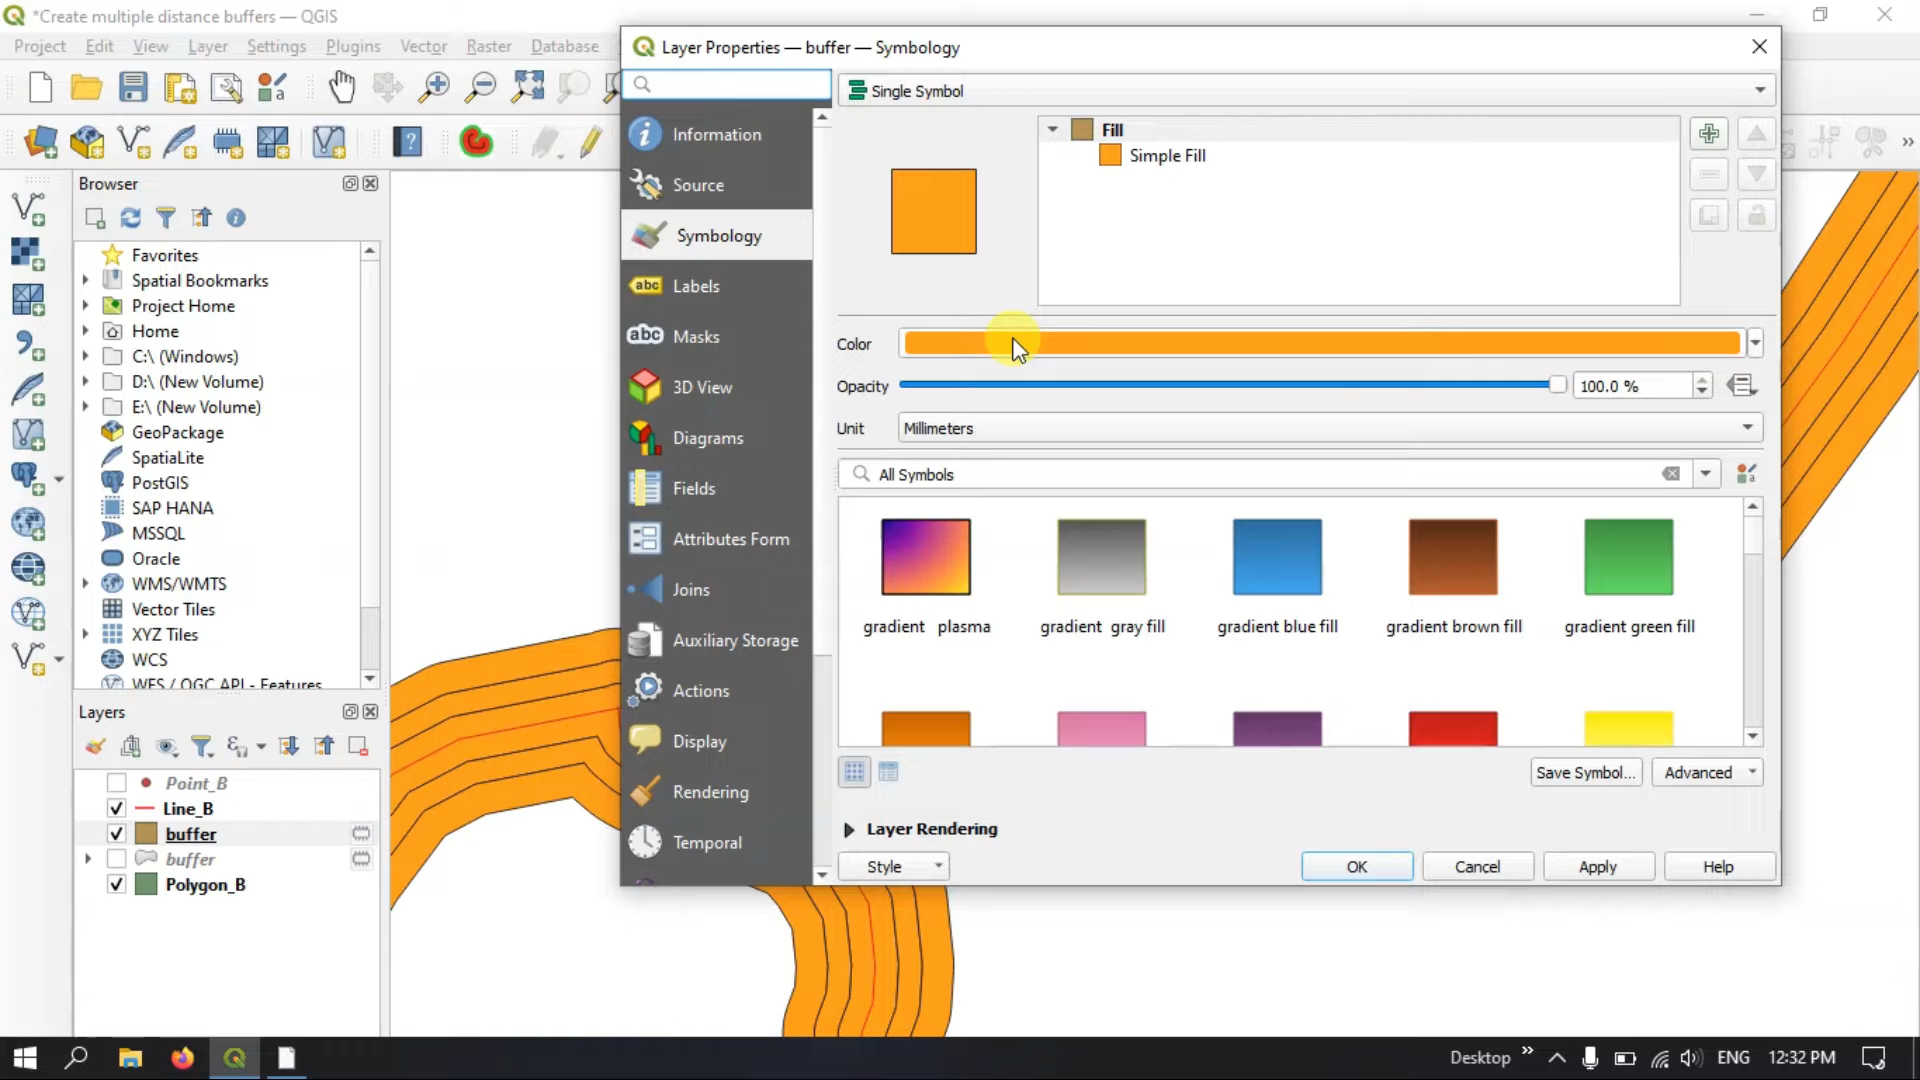 *Create multiple distance buffers — QGIS
Project Edit View Layer Settings Plugins Vector Raster Database
Browser
Favorites
Spatial Bookmarks
Project Home
Home
C:\ (Windows)
D:\ (New Volume)
E:\ (New Volume)
GeoPackage
SpatiaLite
PostGIS
SAP HANA
MSSQL
Oracle
WMS/WMTS
Vector Tiles
XYZ Tiles
WCS
WFS / OGC API - Features
Layers
Point_B
Line_B
buffer
buffer
Polygon_B
Layer Properties — buffer — Symbology
Information
Source
Symbology
abc Labels
abc Masks
3D View
Diagrams
Fields
Attributes Form
Joins
Auxiliary Storage
Actions
Display
Rendering
Temporal
Single Symbol
Fill
Simple Fill
Color
Opacity 100.0 %
Unit Millimeters
All Symbols
gradient plasma gradient gray fill gradient blue fill gradient brown fill gradient green fill
Save Symbol... Advanced
Layer Rendering
Style OK Cancel Apply Help
Desktop » ENG 12:32 PM